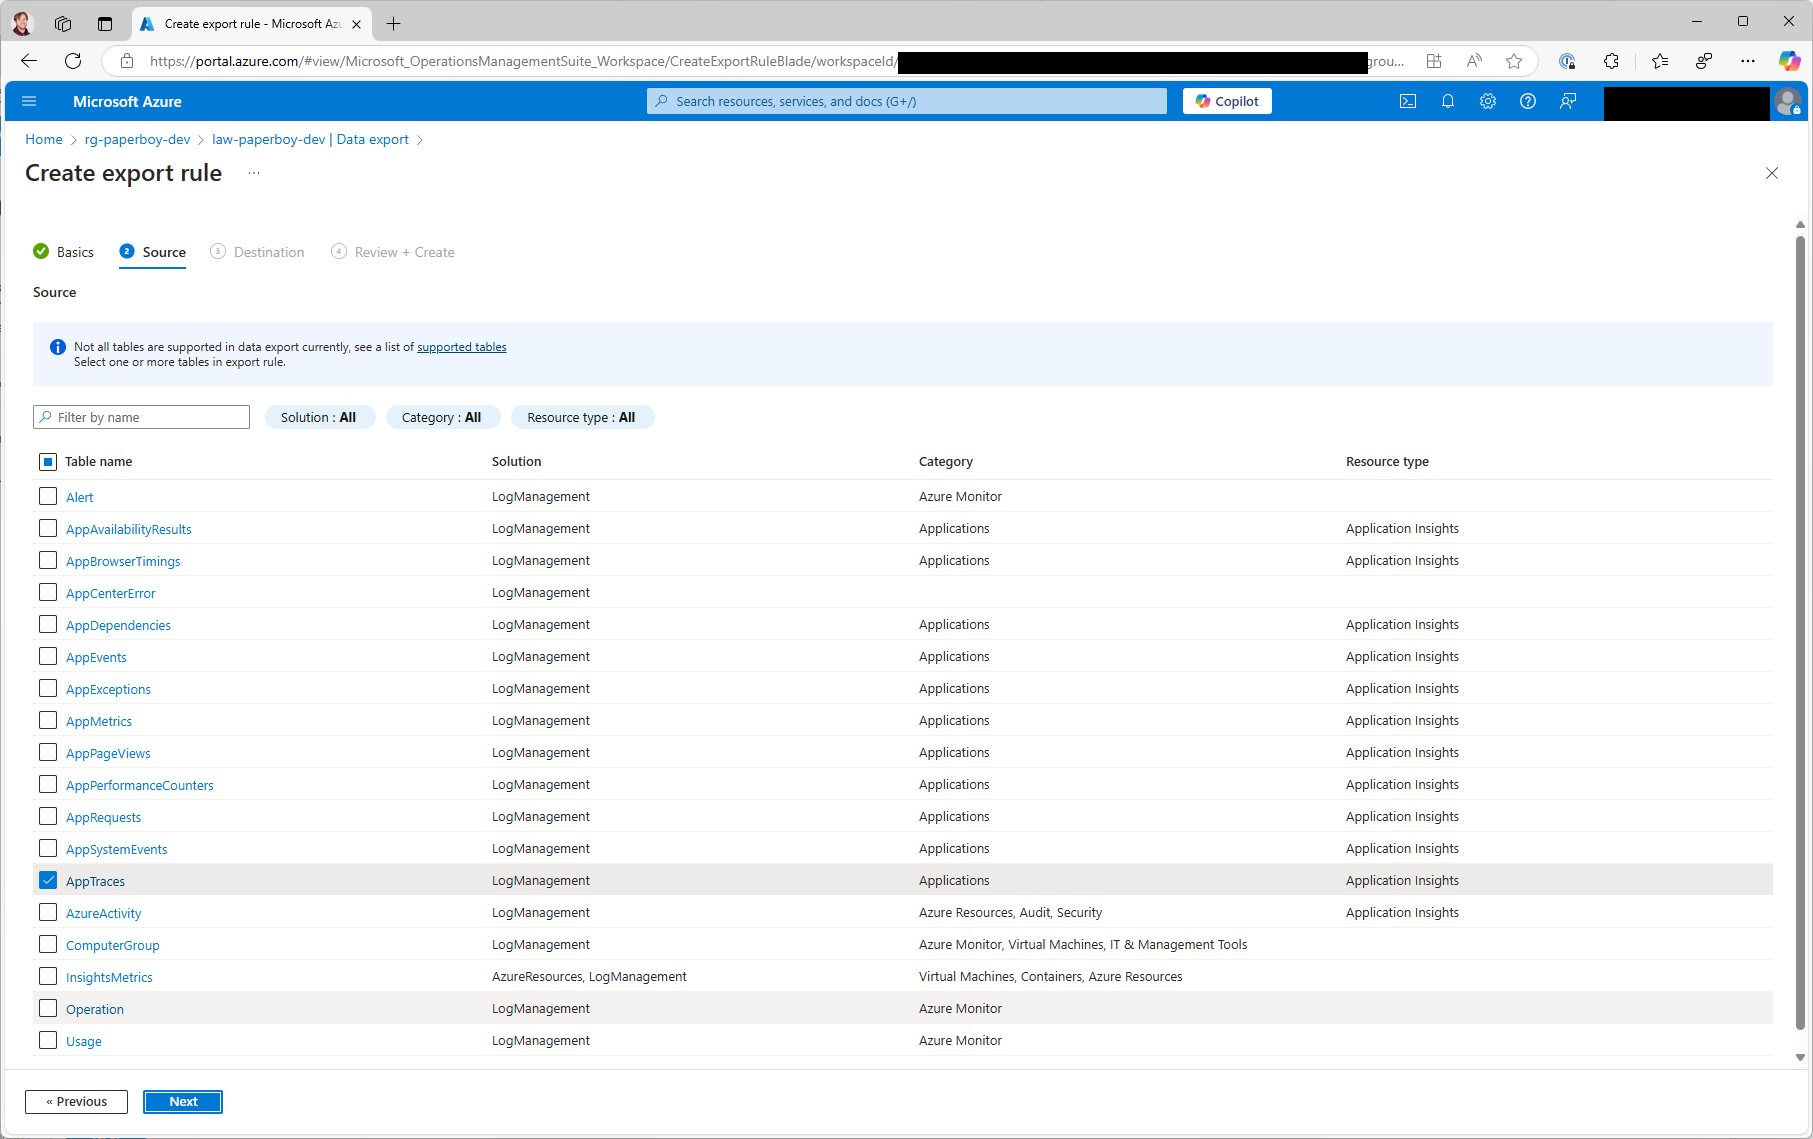 Create export rule - Microsoft Az
https://portal.azure.com/#view/Microsoft_OperationsManagementSuite_Workspace/CreateExportRuleBlade/workspaceId/ grou...
Microsoft Azure
Search resources, services, and docs (G+/)
Copilot
Home > rg-paperboy-dev > law-paperboy-dev | Data export >
Create export rule ...
Basics 2 Source 3 Destination 4 Review + Create
Source
Not all tables are supported in data export currently, see a list of supported tables
Select one or more tables in export rule.
Filter by name Solution : All Category : All Resource type : All
Table name Solution Category Resource type
Alert LogManagement Azure Monitor
AppAvailabilityResults LogManagement Applications Application Insights
AppBrowserTimings LogManagement Applications Application Insights
AppCenterError LogManagement
AppDependencies LogManagement Applications Application Insights
AppEvents LogManagement Applications Application Insights
AppExceptions LogManagement Applications Application Insights
AppMetrics LogManagement Applications Application Insights
AppPageViews LogManagement Applications Application Insights
AppPerformanceCounters LogManagement Applications Application Insights
AppRequests LogManagement Applications Application Insights
AppSystemEvents LogManagement Applications Application Insights
AppTraces LogManagement Applications Application Insights
AzureActivity LogManagement Azure Resources, Audit, Security Application Insights
ComputerGroup LogManagement Azure Monitor, Virtual Machines, IT & Management Tools
InsightsMetrics AzureResources, LogManagement Virtual Machines, Containers, Azure Resources
Operation LogManagement Azure Monitor
Usage LogManagement Azure Monitor
« Previous Next